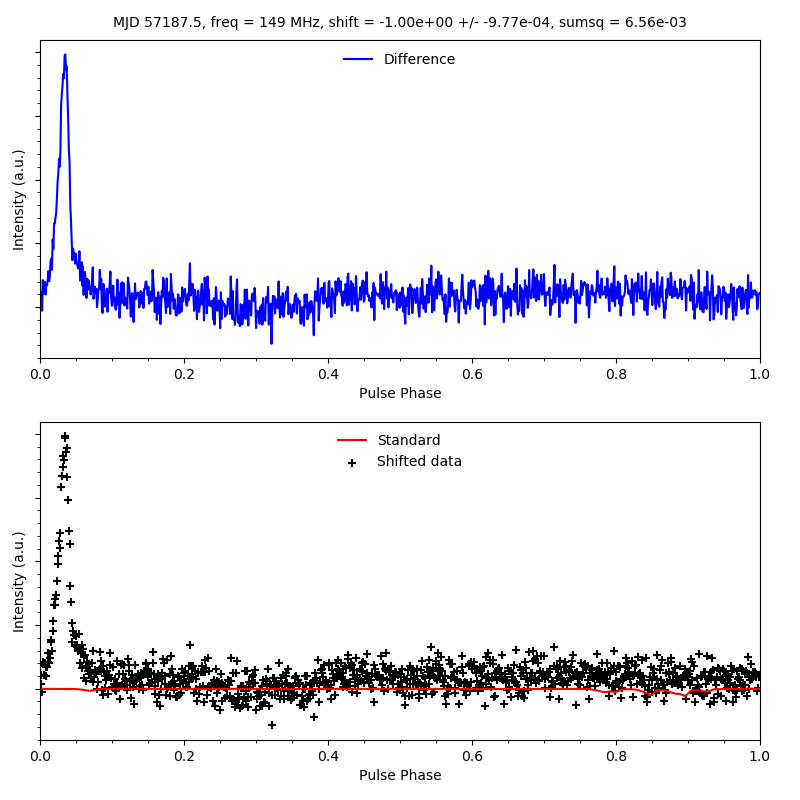 MJD 57187.5, freq = 149 MHz, shift = -1.00e+00 +/- -9.77e-04, sumsq = 6.56e-03
Difference
Intensity (a.u.)
0.0 0.2 0.4 0.6 0.8 1.0
Pulse Phase
Standard
Shifted data
Intensity (a.u.)
0.0 0.2 0.4 0.6 0.8 1.0
Pulse Phase